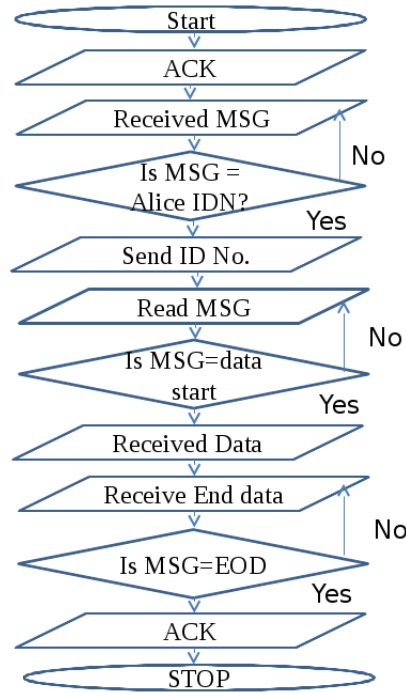 Start
ACK
Received MSG
No
Is MSG =
Alice IDN?
Yes
Send ID No.
Read MSG
No
Is MSG=data
start
Yes
Received Data
Receive End data
No
Is MSG=EOD
Yes
ACK
STOP